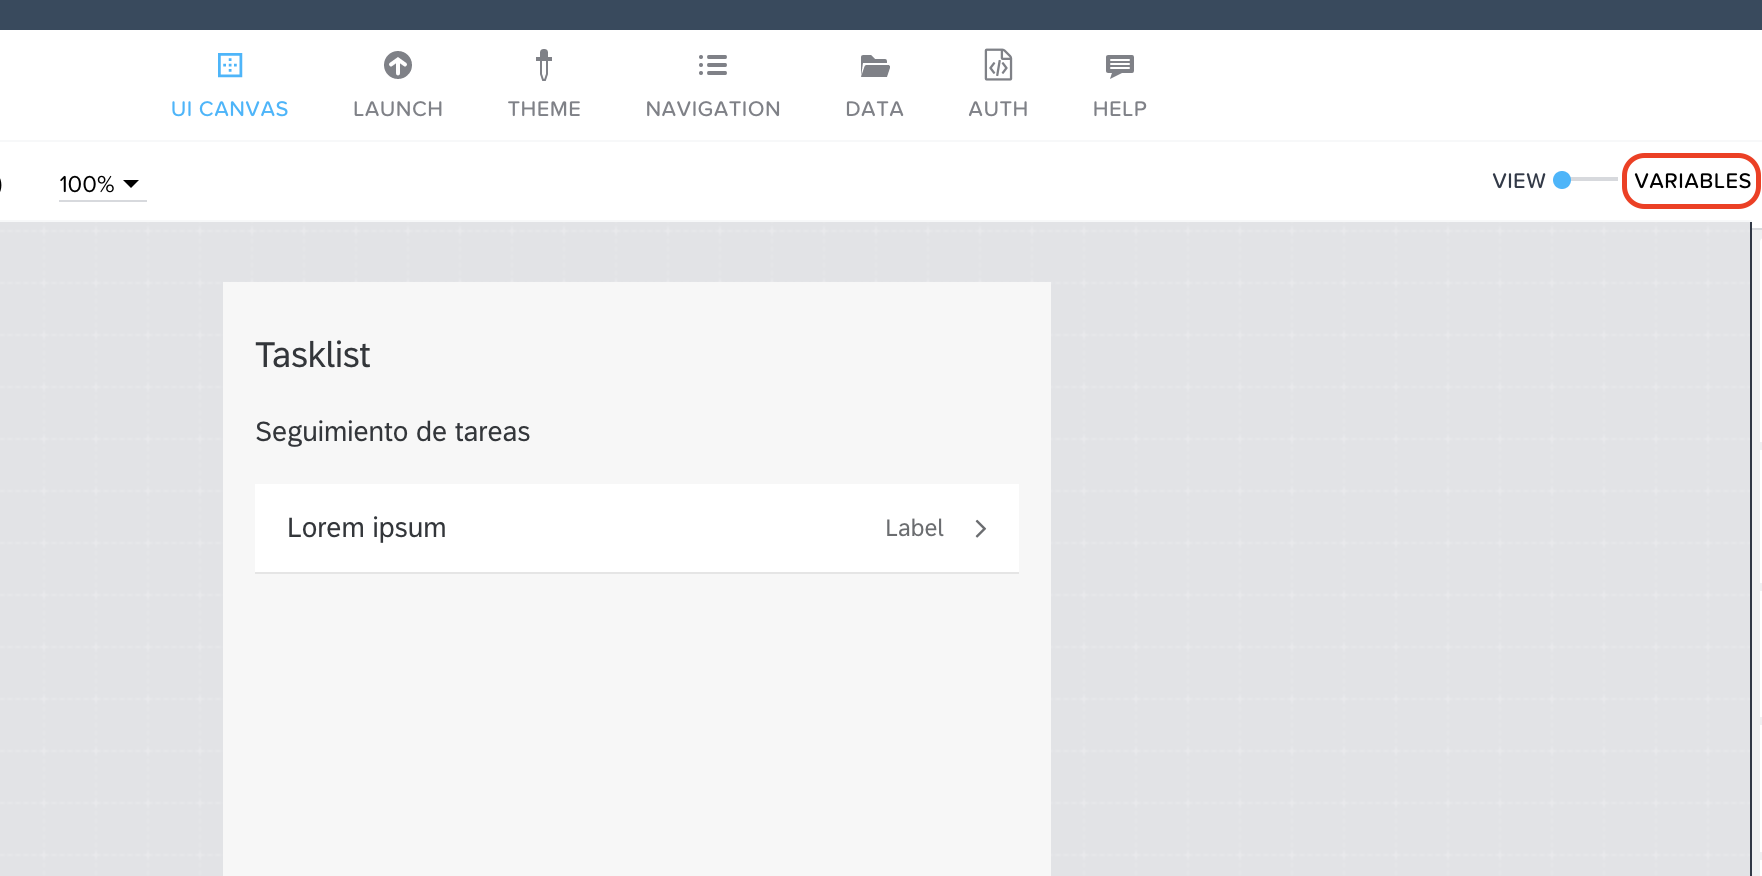 UI CANVAS LAUNCH THEME NAVIGATION DATA AUTH HELP
100% VIEW VARIABLES
Tasklist
Seguimiento de tareas
Lorem ipsum Label